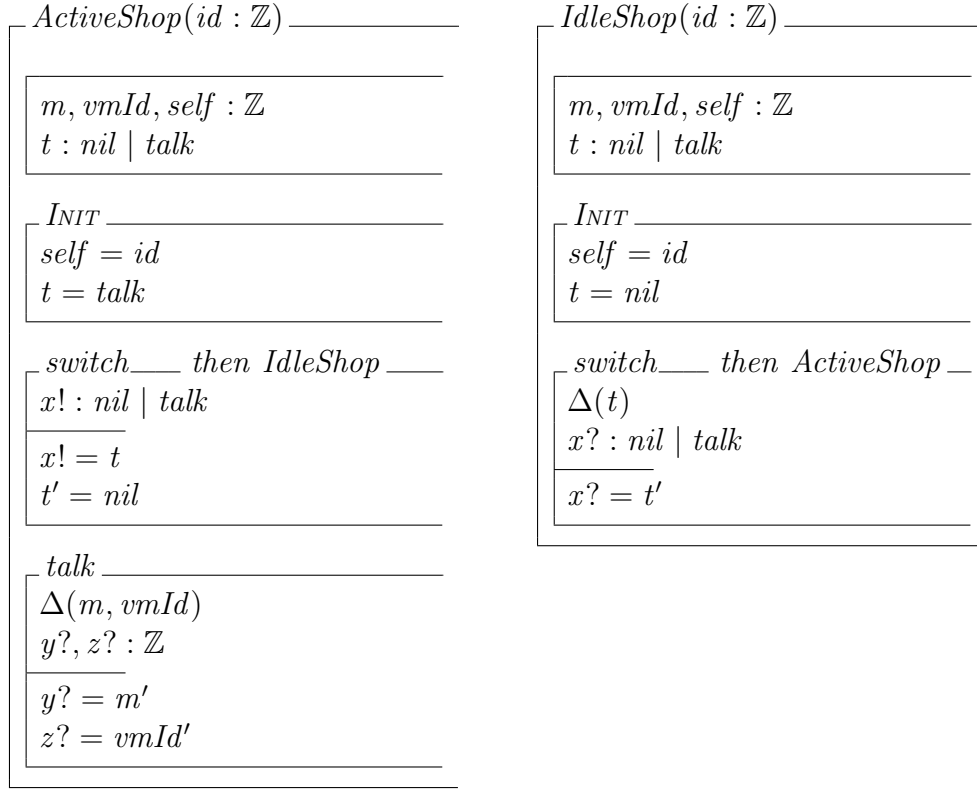 ActiveShop(id : ℤ)
m, vmId, self : ℤ
t : nil | talk
INIT
self = id
t = talk
switch then IdleShop
x! : nil | talk
x! = t
t′ = nil
talk
Δ(m, vmId)
y?, z? : ℤ
y? = m′
z? = vmId′
IdleShop(id : ℤ)
m, vmId, self : ℤ
t : nil | talk
INIT
self = id
t = nil
switch then ActiveShop
Δ(t)
x? : nil | talk
x? = t′